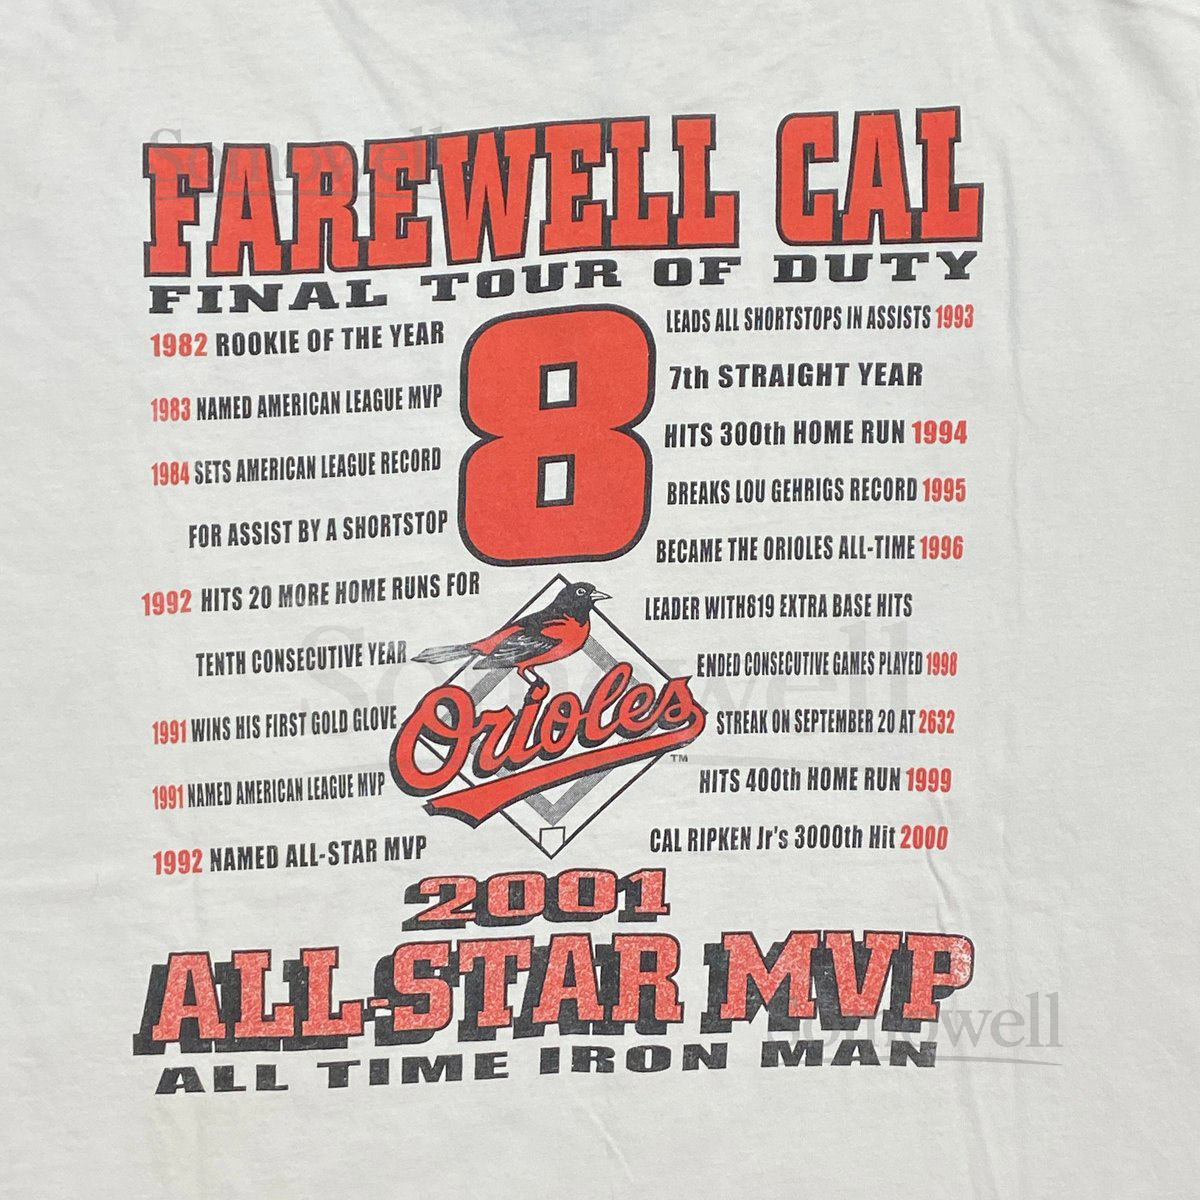 FAREWELL CAL
FINAL TOUR OF DUTY
8
1982 ROOKIE OF THE YEAR
1983 NAMED AMERICAN LEAGUE MVP
1984 SETS AMERICAN LEAGUE RECORD
FOR ASSIST BY A SHORTSTOP
1992 HITS 20 MORE HOME RUNS FOR
TENTH CONSECUTIVE YEAR
1991 WINS HIS FIRST GOLD GLOVE
1991 NAMED AMERICAN LEAGUE MVP
1992 NAMED ALL-STAR MVP
LEADS ALL SHORTSTOPS IN ASSISTS 1993
7th STRAIGHT YEAR
HITS 300th HOME RUN 1994
BREAKS LOU GEHRIGS RECORD 1995
BECAME THE ORIOLES ALL-TIME 1996
LEADER WITH819 EXTRA BASE HITS
ENDED CONSECUTIVE GAMES PLAYED 1998
STREAK ON SEPTEMBER 20 AT 2632
HITS 400th HOME RUN 1999
CAL RIPKEN Jr's 3000th Hit 2000
Orioles
TM
2001
ALL-STAR MVP
ALL TIME IRON MAN
Somowell
Somowell
Somowell